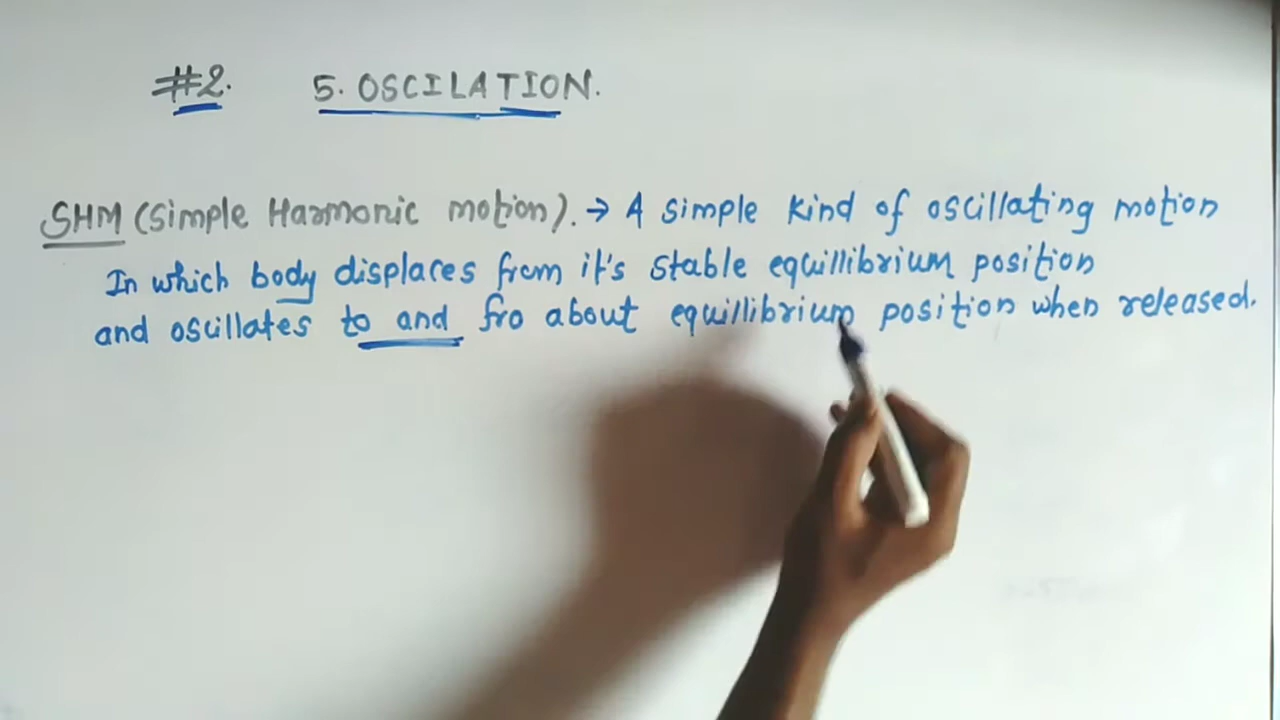 #2. 5. OSCILATION.
SHM (Simple Harmonic motion). → A simple kind of oscillating motion
In which body displaces from it's stable equillibrium position
and oscillates to and fro about equillibrium position when released.